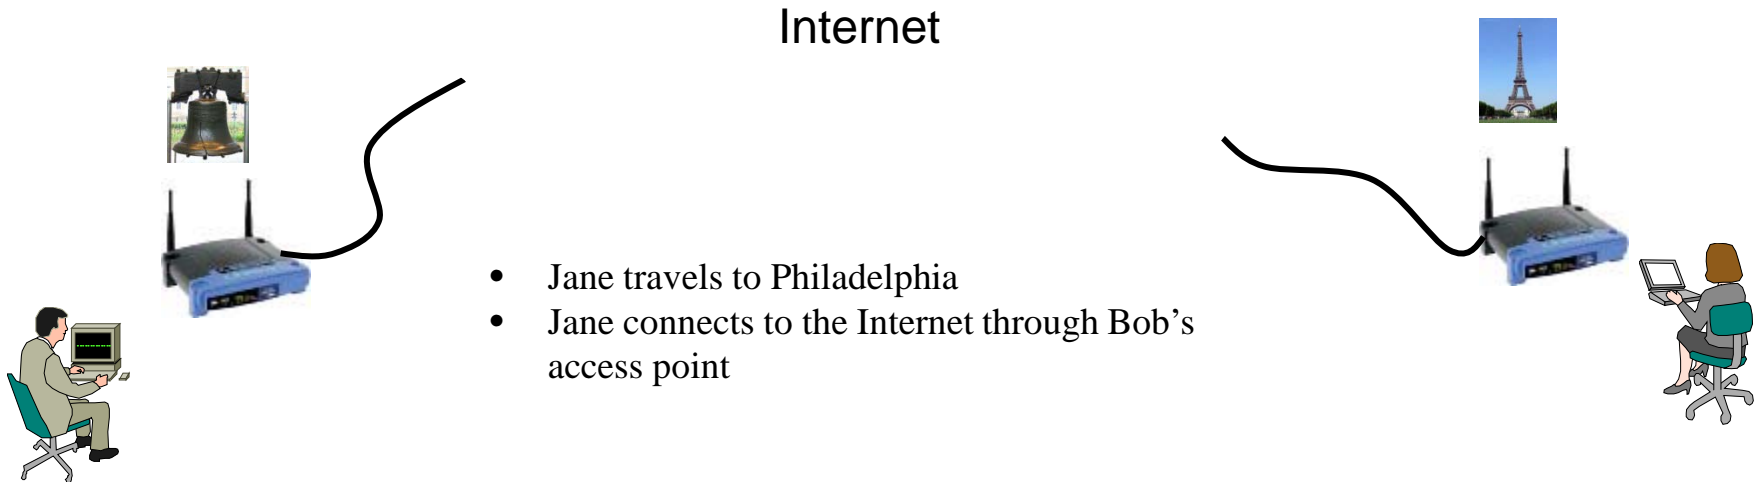 Internet
• Jane travels to Philadelphia
• Jane connects to the Internet through Bob’s
access point